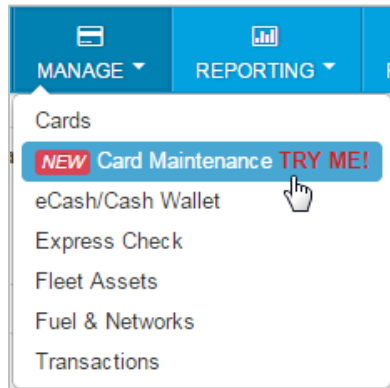 MANAGE
REPORTING
Cards
NEW Card Maintenance TRY ME!
eCash/Cash Wallet
Express Check
Fleet Assets
Fuel & Networks
Transactions